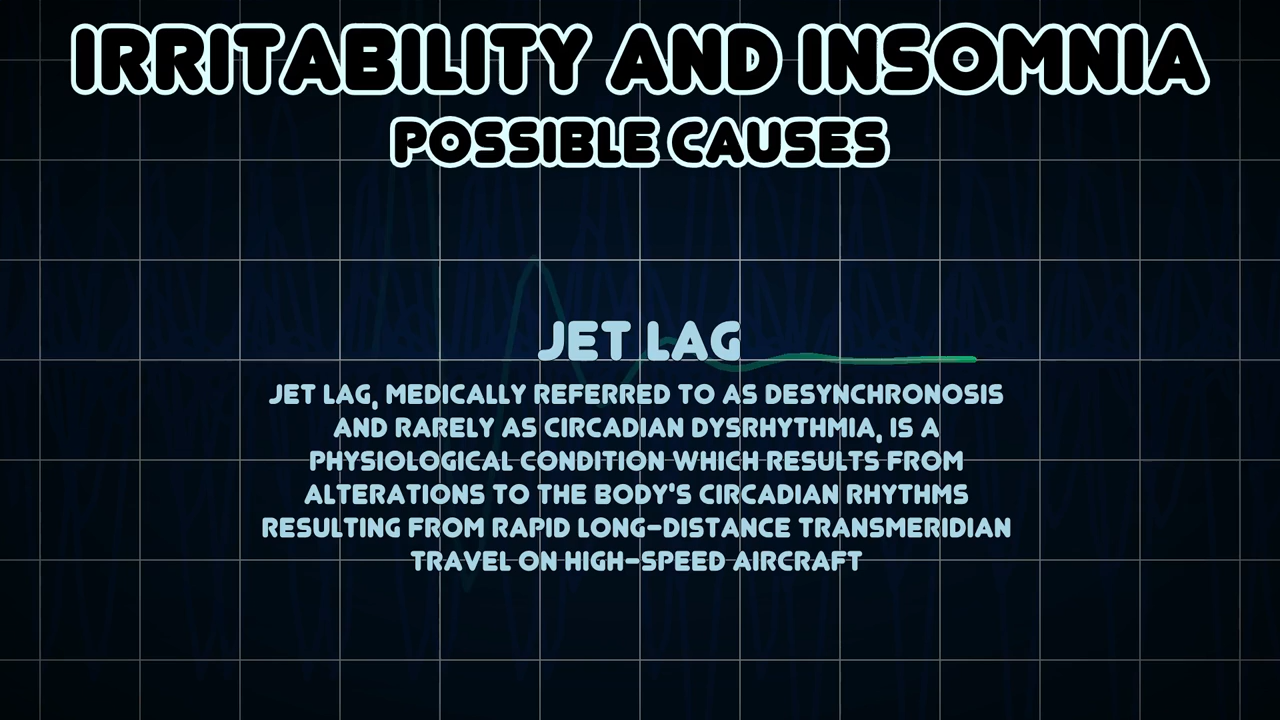 IRRITABILITY AND INSOMNIA
POSSIBLE CAUSES
JET LAG
JET LAG, MEDICALLY REFERRED TO AS DESYNCHRONOSIS
AND RARELY AS CIRCADIAN DYSRHYTHMIA, IS A
PHYSIOLOGICAL CONDITION WHICH RESULTS FROM
ALTERATIONS TO THE BODY'S CIRCADIAN RHYTHMS
RESULTING FROM RAPID LONG-DISTANCE TRANSMERIDIAN
TRAVEL ON HIGH-SPEED AIRCRAFT